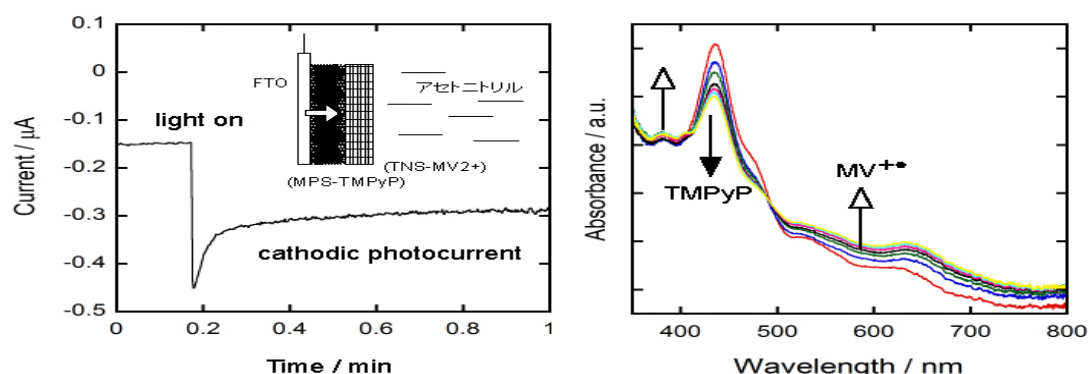 0.1
0
-0.1
-0.2
-0.3
-0.4
-0.5
Current / μA
0
0.2
0.4
0.6
0.8
1
Time / min
light on
FTO
アセトニトリル
(TNS-MV2+)
(MPS-TMPyP)
cathodic photocurrent
Absorbance / a.u.
TMPyP
MV+•
400
500
600
700
800
Wavelength / nm